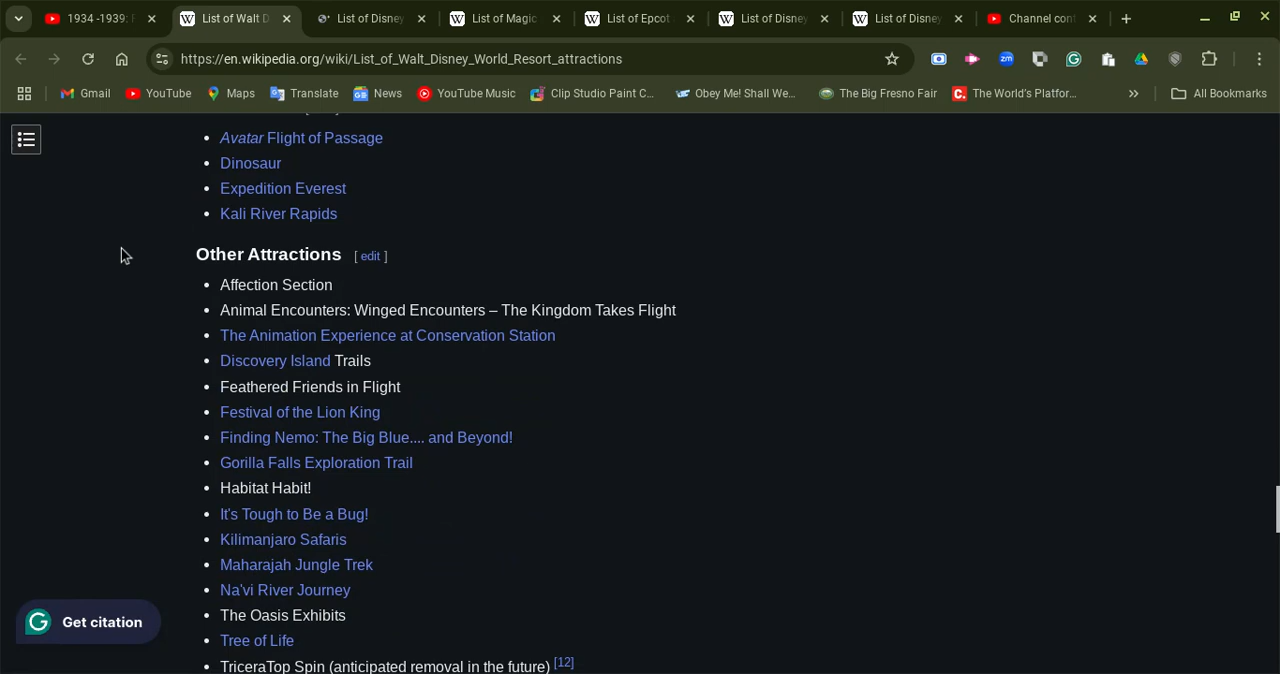 1934 -1939: F
List of Walt D
List of Disney
List of Magic
List of Epcot
List of Disney
List of Disney
Channel cont
https://en.wikipedia.org/wiki/List_of_Walt_Disney_World_Resort_attractions
Gmail YouTube Maps Translate News YouTube Music Clip Studio Paint C... Obey Me! Shall We... The Big Fresno Fair The World's Platfor... All Bookmarks
Avatar Flight of Passage
Dinosaur
Expedition Everest
Kali River Rapids
Other Attractions [ edit ]
Affection Section
Animal Encounters: Winged Encounters – The Kingdom Takes Flight
The Animation Experience at Conservation Station
Discovery Island Trails
Feathered Friends in Flight
Festival of the Lion King
Finding Nemo: The Big Blue.... and Beyond!
Gorilla Falls Exploration Trail
Habitat Habit!
It's Tough to Be a Bug!
Kilimanjaro Safaris
Maharajah Jungle Trek
Na'vi River Journey
The Oasis Exhibits
Tree of Life
TriceraTop Spin (anticipated removal in the future) [12]
Get citation